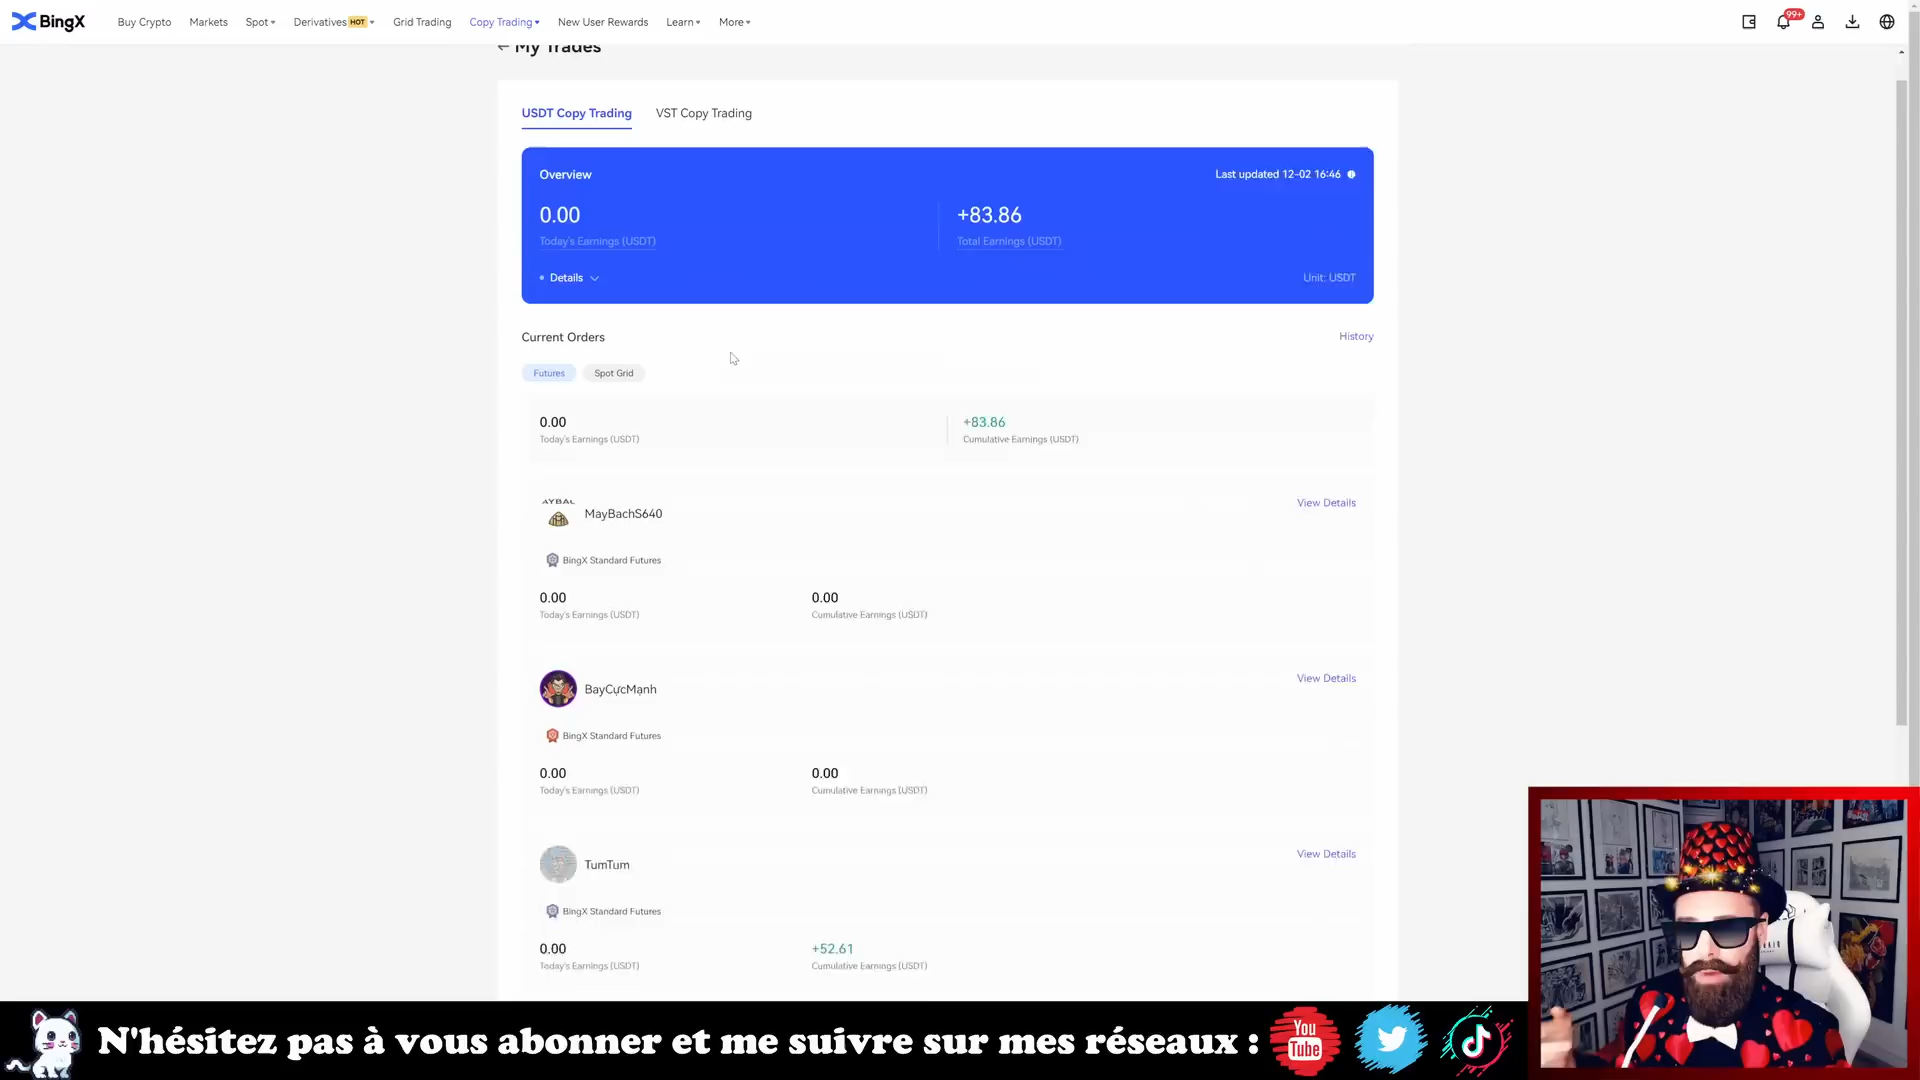 BingX
Buy Crypto
Markets
Spot
Derivatives HOT
Grid Trading
Copy Trading
New User Rewards
Learn
More
99+
← My Trades
USDT Copy Trading
VST Copy Trading
Overview
Last updated 12-02 16:46
0.00
+83.86
Today's Earnings (USDT)
Total Earnings (USDT)
Details
Unit: USDT
Current Orders
History
Futures
Spot Grid
0.00
+83.86
Today's Earnings (USDT)
Cumulative Earnings (USDT)
MayBachS640
View Details
BingX Standard Futures
0.00
0.00
Today's Earnings (USDT)
Cumulative Earnings (USDT)
BayCựcMạnh
View Details
BingX Standard Futures
0.00
0.00
Today's Earnings (USDT)
Cumulative Earnings (USDT)
TumTum
View Details
BingX Standard Futures
0.00
+52.61
Today's Earnings (USDT)
Cumulative Earnings (USDT)
N'hésitez pas à vous abonner et me suivre sur mes réseaux :
You
Tube